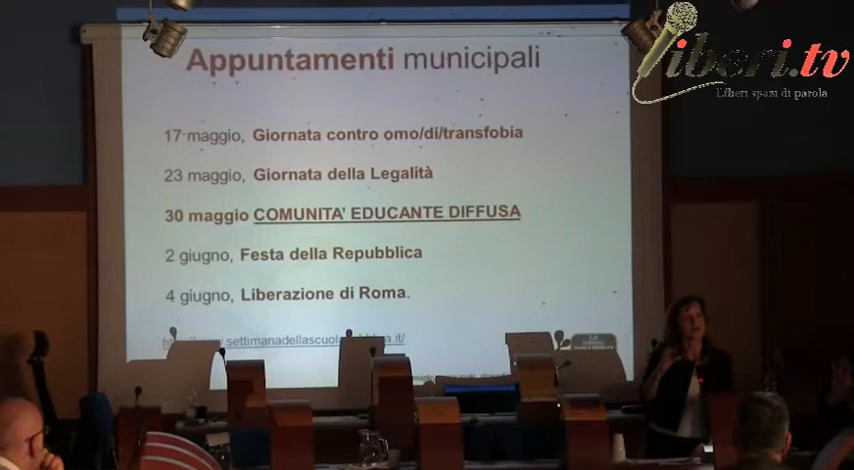 Appuntamenti municipali
Liberi.tv
Liberi spazi di parola
17 maggio, Giornata contro omo/di/transfobia
23 maggio, Giornata della Legalità
30 maggio COMUNITA' EDUCANTE DIFFUSA
2 giugno, Festa della Repubblica
4 giugno, Liberazione di Roma.
.settimanadellascuola